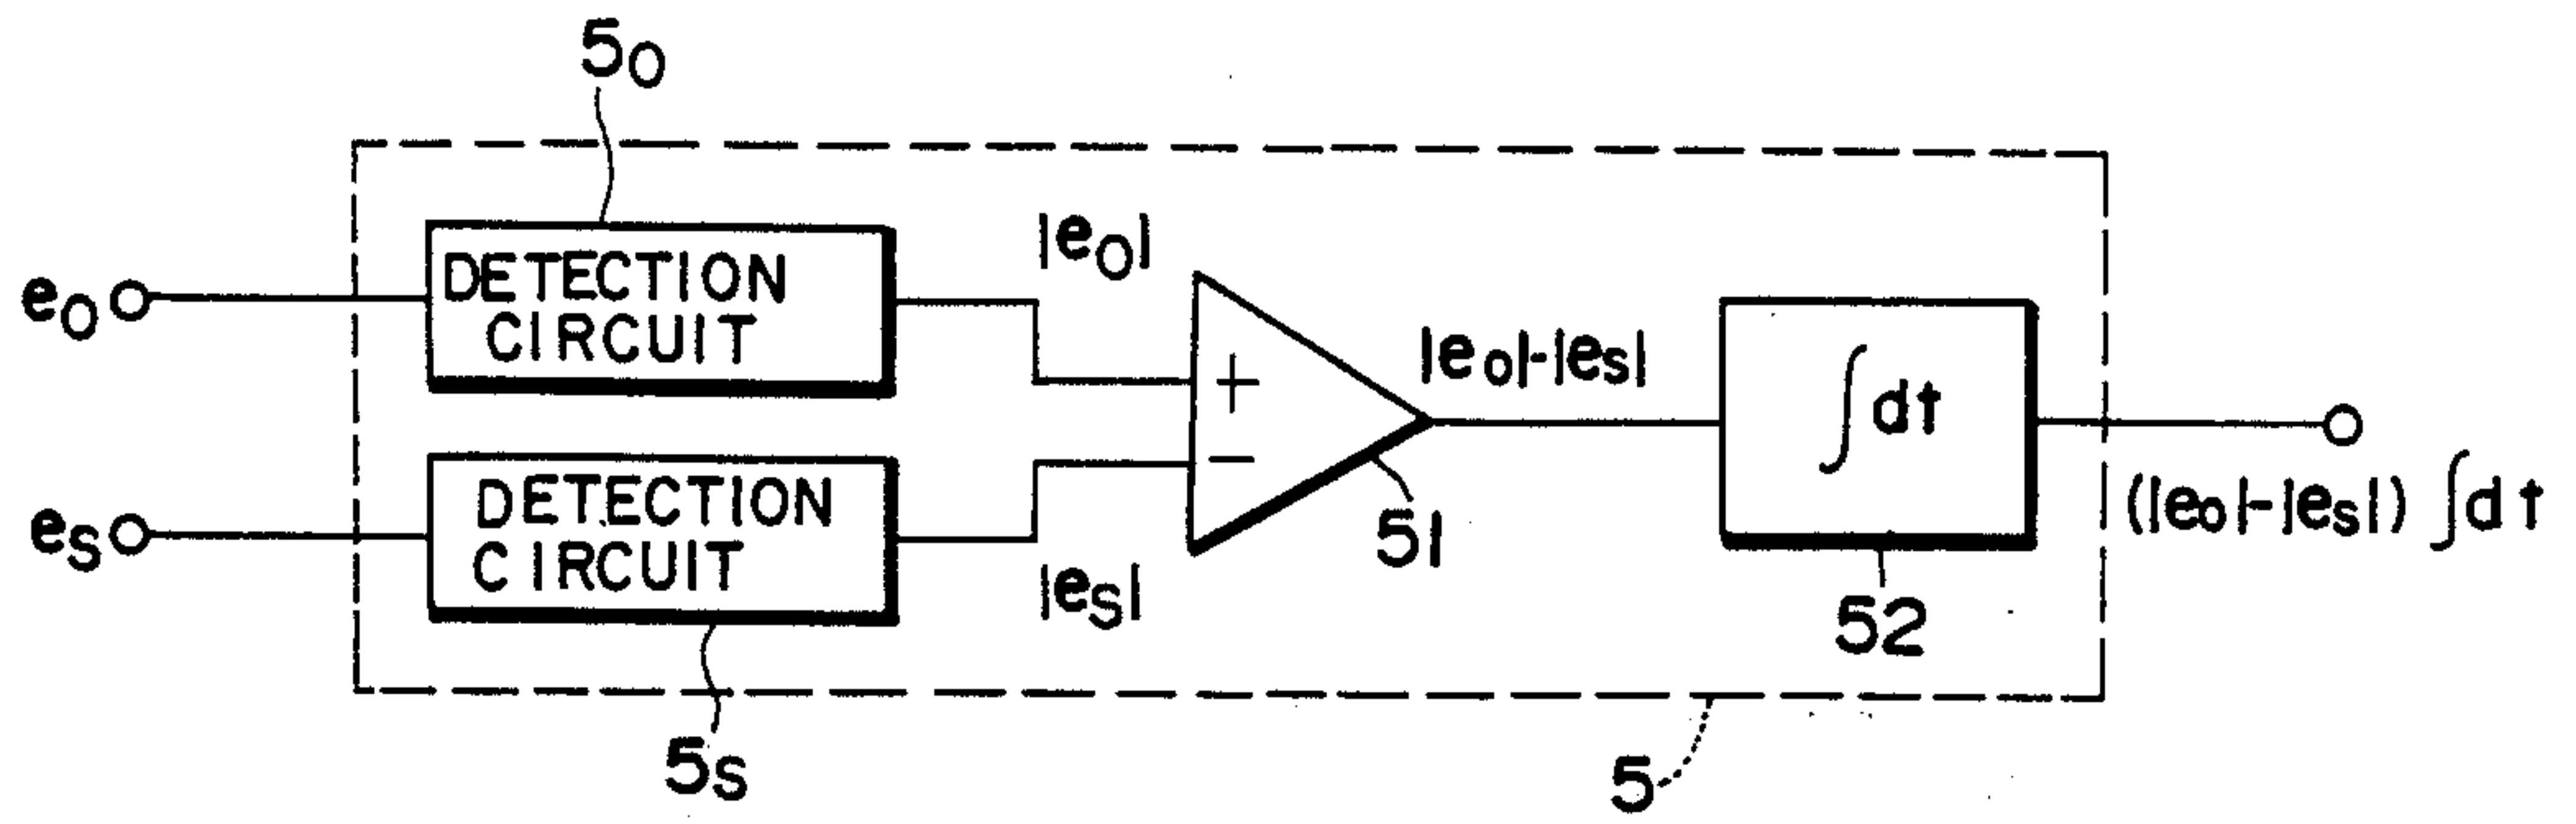 5o
eo
DETECTION
CIRCUIT
|eo|
+
−
|eo|-|es|
∫dt
es
DETECTION
CIRCUIT
|es|
51
52
(|eo|-|es|) ∫dt
5s
5